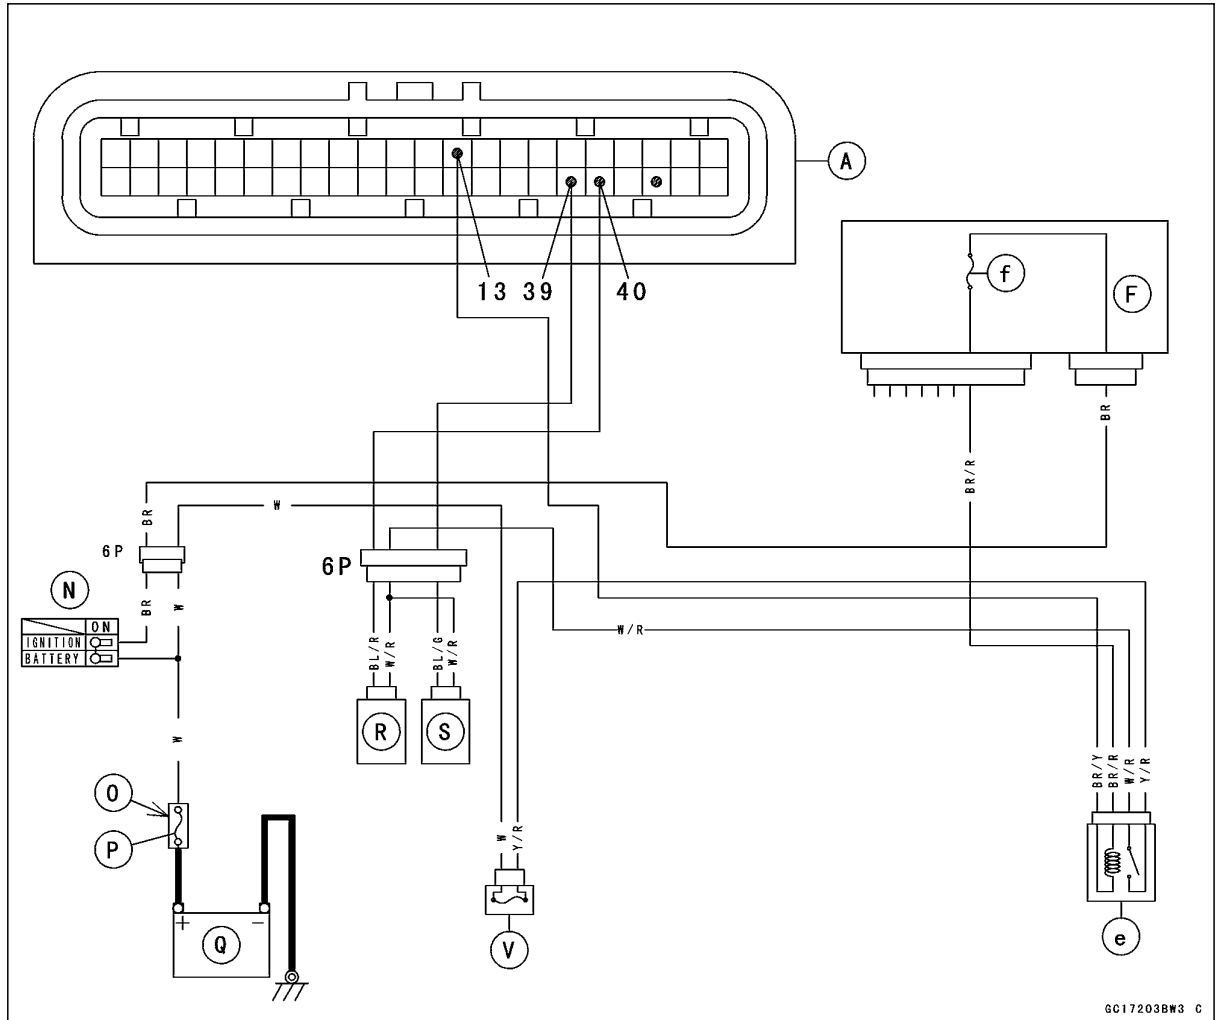 A
13 39 40
f
F
BR
BR/R
BR
W
6P
6P
N
BR
W
ON
IGNITION
BATTERY
W/R
BL/R
W/R
BL/G
W/R
R
S
W
O
P
BR/Y
BR/R
W/R
Y/R
W
Y/R
+
−
Q
V
e
GC17203BW3 C